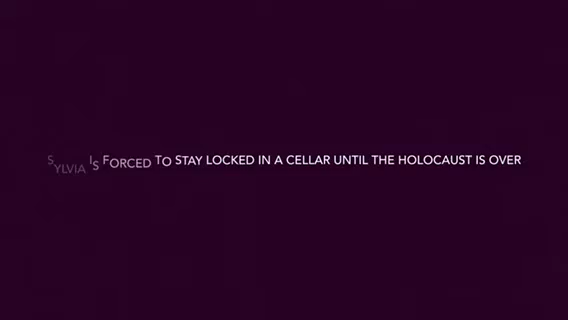 SYLVIA IS FORCED TO STAY LOCKED IN A CELLAR UNTIL THE HOLOCAUST IS OVER